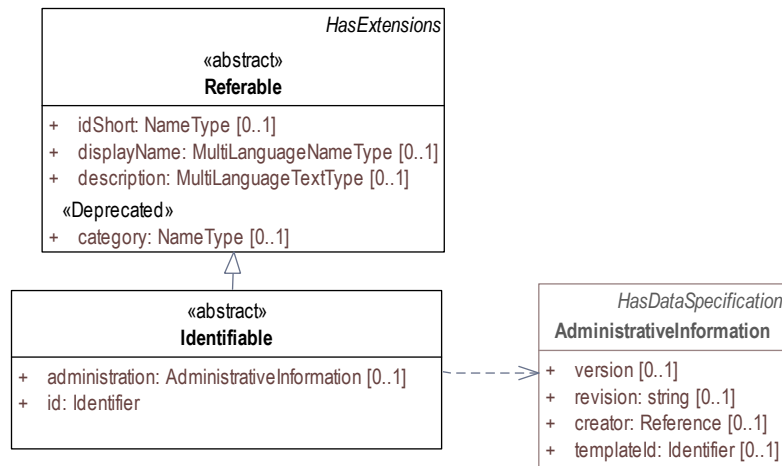 HasExtensions
«abstract»
Referable
+ idShort: NameType [0..1]
+ displayName: MultiLanguageNameType [0..1]
+ description: MultiLanguageTextType [0..1]
«Deprecated»
+ category: NameType [0..1]
«abstract»
Identifiable
+ administration: AdministrativeInformation [0..1]
+ id: Identifier
HasDataSpecification
AdministrativeInformation
+ version [0..1]
+ revision: string [0..1]
+ creator: Reference [0..1]
+ templateId: Identifier [0..1]